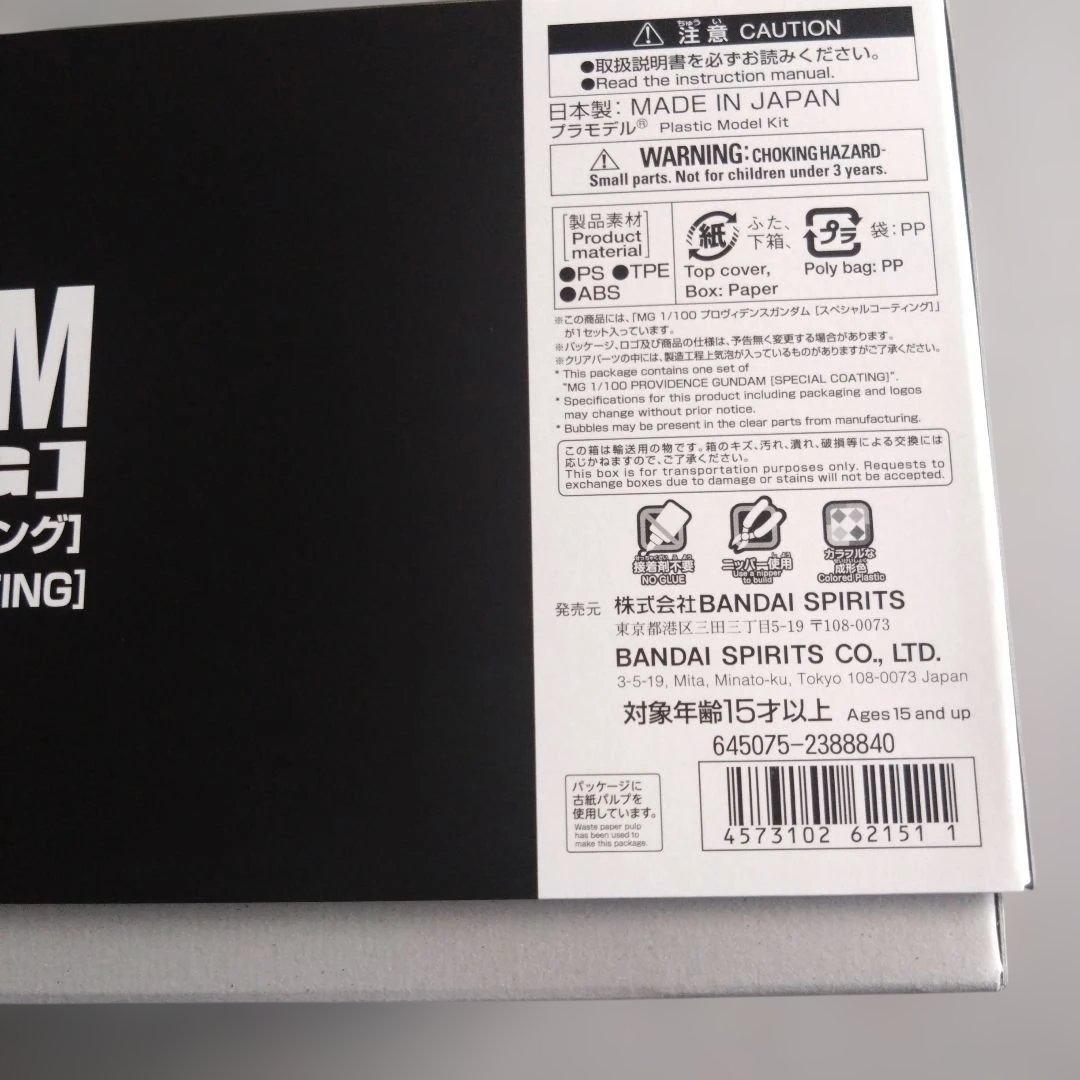 M
G]
ング]
TING]
⚠ 注意 CAUTION
ちゅう い
●取扱説明書を必ずお読みください。
●Read the instruction manual.
日本製: MADE IN JAPAN
プラモデル® Plastic Model Kit
⚠ WARNING: CHOKING HAZARD-
Small parts. Not for children under 3 years.
[製品素材]
Product
material
●PS ●TPE
●ABS
紙 ふた、
下箱、
Top cover,
Box: Paper
プラ 袋:PP
Poly bag: PP
※この商品には、「MG 1/100 プロヴィデンスガンダム [スペシャルコーティング]」
が1セット入っています。
※パッケージ、ロゴ及び商品の仕様は、予告無く変更する場合があります。
※クリアパーツの中には、製造工程上気泡が入っているものがありますがご了承ください。
* This package contains one set of
"MG 1/100 PROVIDENCE GUNDAM [SPECIAL COATING]".
* Specifications for this product including packaging and logos
may change without prior notice.
* Bubbles may be present in the clear parts from manufacturing.
この箱は輸送用の物です。箱のキズ、汚れ、潰れ、破損等による交換には
応じかねますので、ご了承ください。
This box is for transportation purposes only. Requests to
exchange boxes due to damage or stains will not be accepted.
接着剤不要
NO GLUE
ニッパー使用
Use a nipper
to build
カラフルな
成形色
Colored Plastic
発売元 株式会社BANDAI SPIRITS
東京都港区三田三丁目5-19 〒108-0073
BANDAI SPIRITS CO., LTD.
3-5-19, Mita, Minato-ku, Tokyo 108-0073 Japan
対象年齢15才以上 Ages 15 and up
645075-2388840
パッケージに
古紙パルプを
使用しています。
Waste paper pulp
has been used to
make this package.
4573102 62151 1